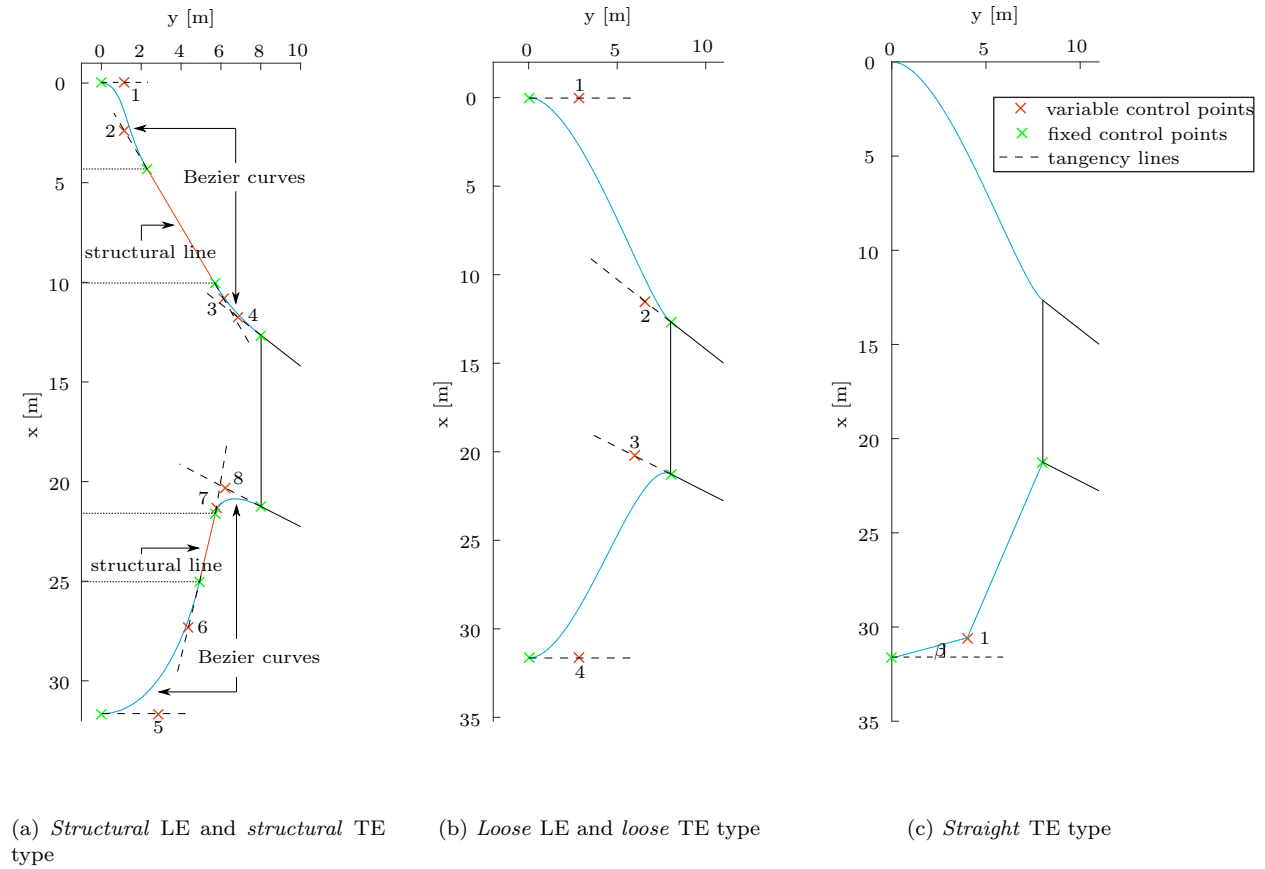 y [m]
0 2 4 6 8 10
0
5
10
15
20
25
30
x [m]
1
2
Bezier curves
structural line
3
4
8
7
structural line
6
Bezier curves
5
(a) Structural LE and structural TE
type
y [m]
0 5 10
0
5
10
15
20
25
30
35
x [m]
1
2
3
4
(b) Loose LE and loose TE type
y [m]
0 5 10
0
5
10
15
20
25
30
35
x [m]
variable control points
fixed control points
tangency lines
1
β
(c) Straight TE type